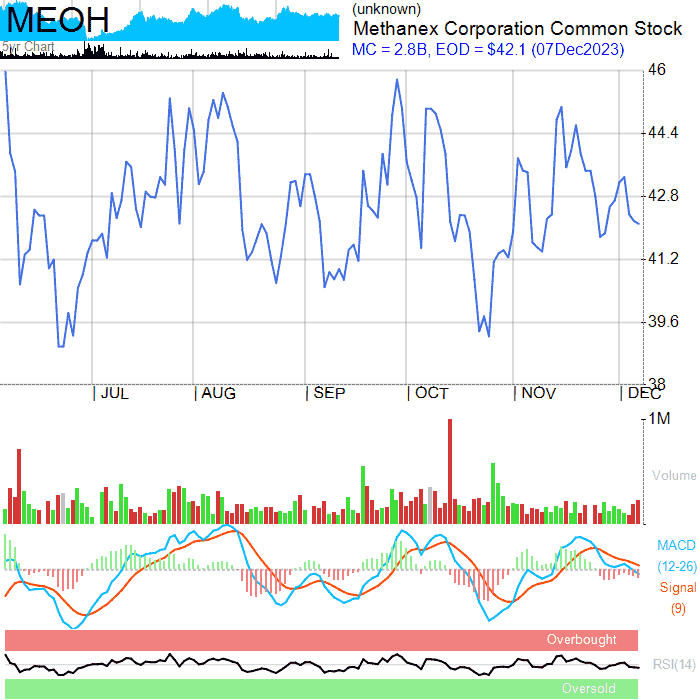 MEOH
5yr Chart
(unknown)
Methanex Corporation Common Stock
MC = 2.8B, EOD = $42.1 (07Dec2023)
46
44.4
42.8
41.2
39.6
38
JUL AUG SEP OCT NOV DEC
1M
Volume
MACD
(12-26)
Signal
(9)
Overbought
RSI(14)
Oversold